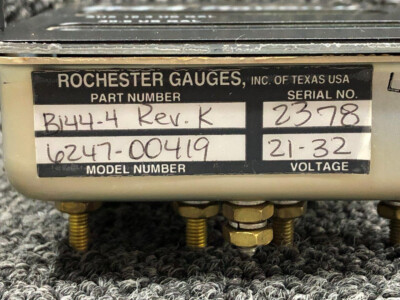 ROCHESTER GAUGES, INC. OF TEXAS USA
PART NUMBER SERIAL NO.
B144-4 Rev. K 2378
6247-00419 21-32
MODEL NUMBER VOLTAGE